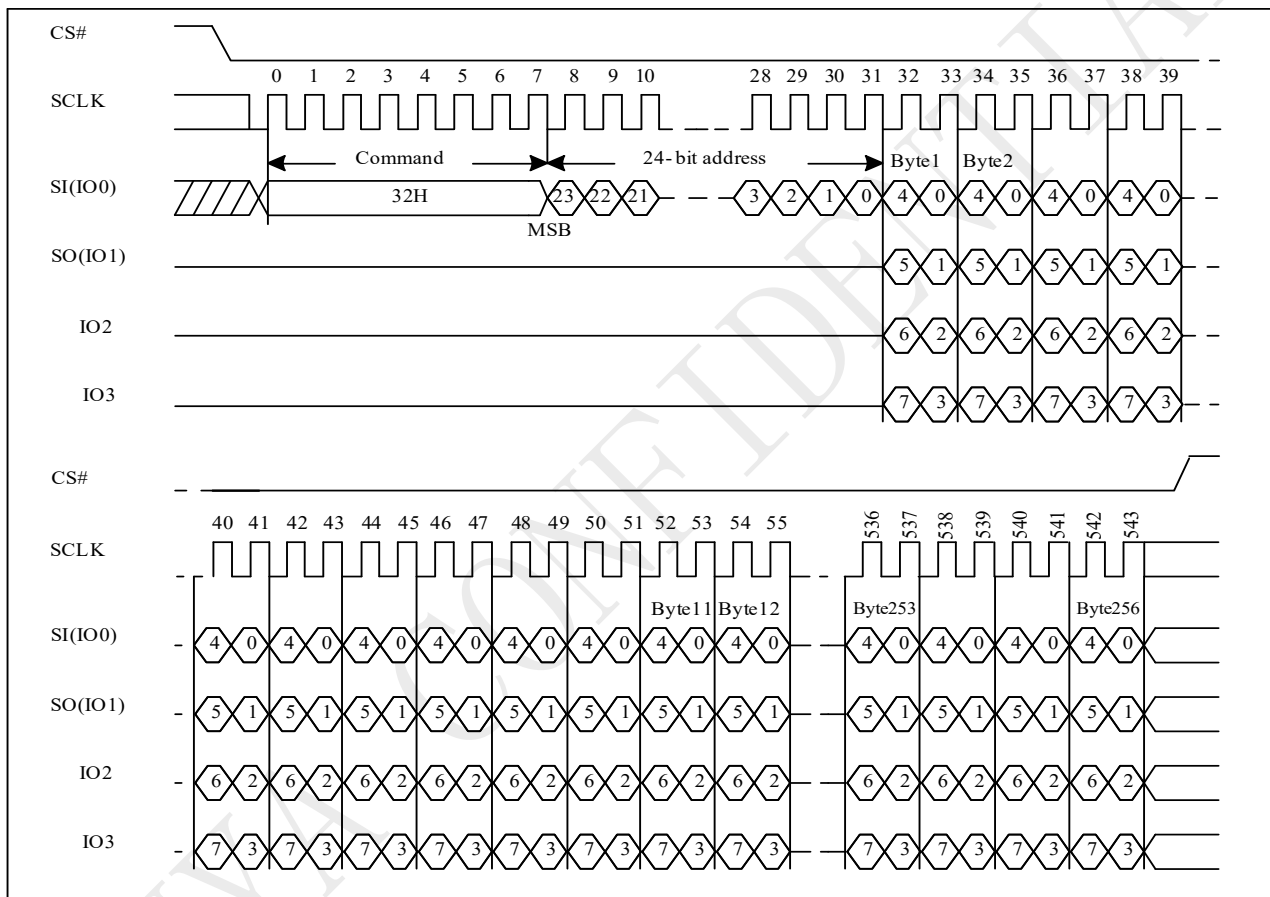 CS#
0 1 2 3 4 5 6 7 8 9 10 28 29 30 31 32 33 34 35 36 37 38 39
SCLK
Command 24-bit address Byte1 Byte2
SI(IO0) 32H 23 22 21 3 2 1 0 4 0 4 0 4 0 4 0
MSB
SO(IO1) 5 1 5 1 5 1 5 1
IO2 6 2 6 2 6 2 6 2
IO3 7 3 7 3 7 3 7 3
CS#
40 41 42 43 44 45 46 47 48 49 50 51 52 53 54 55 536 537 538 539 540 541 542 543
SCLK
Byte11 Byte12 Byte253 Byte256
SI(IO0) 4 0 4 0 4 0 4 0 4 0 4 0 4 0 4 0 4 0 4 0 4 0 4 0
SO(IO1) 5 1 5 1 5 1 5 1 5 1 5 1 5 1 5 1 5 1 5 1 5 1 5 1
IO2 6 2 6 2 6 2 6 2 6 2 6 2 6 2 6 2 6 2 6 2 6 2 6 2
IO3 7 3 7 3 7 3 7 3 7 3 7 3 7 3 7 3 7 3 7 3 7 3 7 3